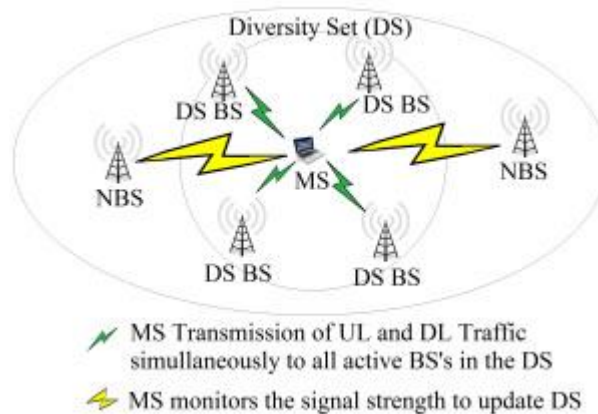 Diversity Set (DS)
DS BS
DS BS
NBS
MS
NBS
DS BS
DS BS
MS Transmission of UL and DL Traffic
simultaneously to all active BS's in the DS
MS monitors the signal strength to update DS